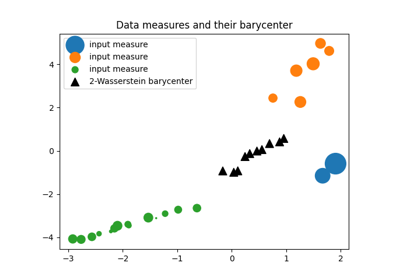 Data measures and their barycenter
input measure
input measure
input measure
2-Wasserstein barycenter
4
2
0
−2
−4
−3
−2
−1
0
1
2